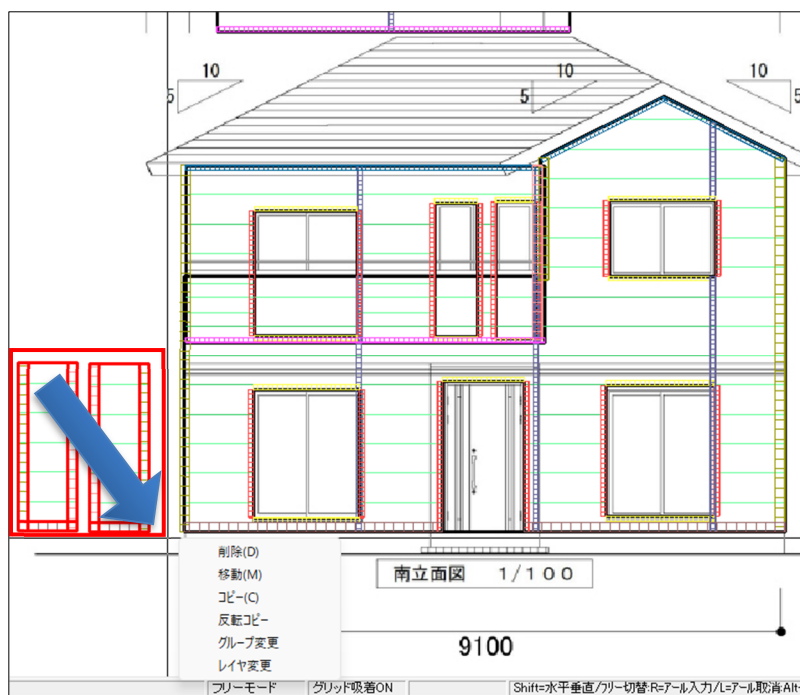 10
10
10
5
5
5
削除(D)
移動(M)
コピー(C)
反転コピー
グループ変更
レイヤ変更
南立面図 1/100
9100
フリーモード
グリッド吸着ON
Shift=水平垂直/フリー切替:R=アール入力/L=アール取消:Alt